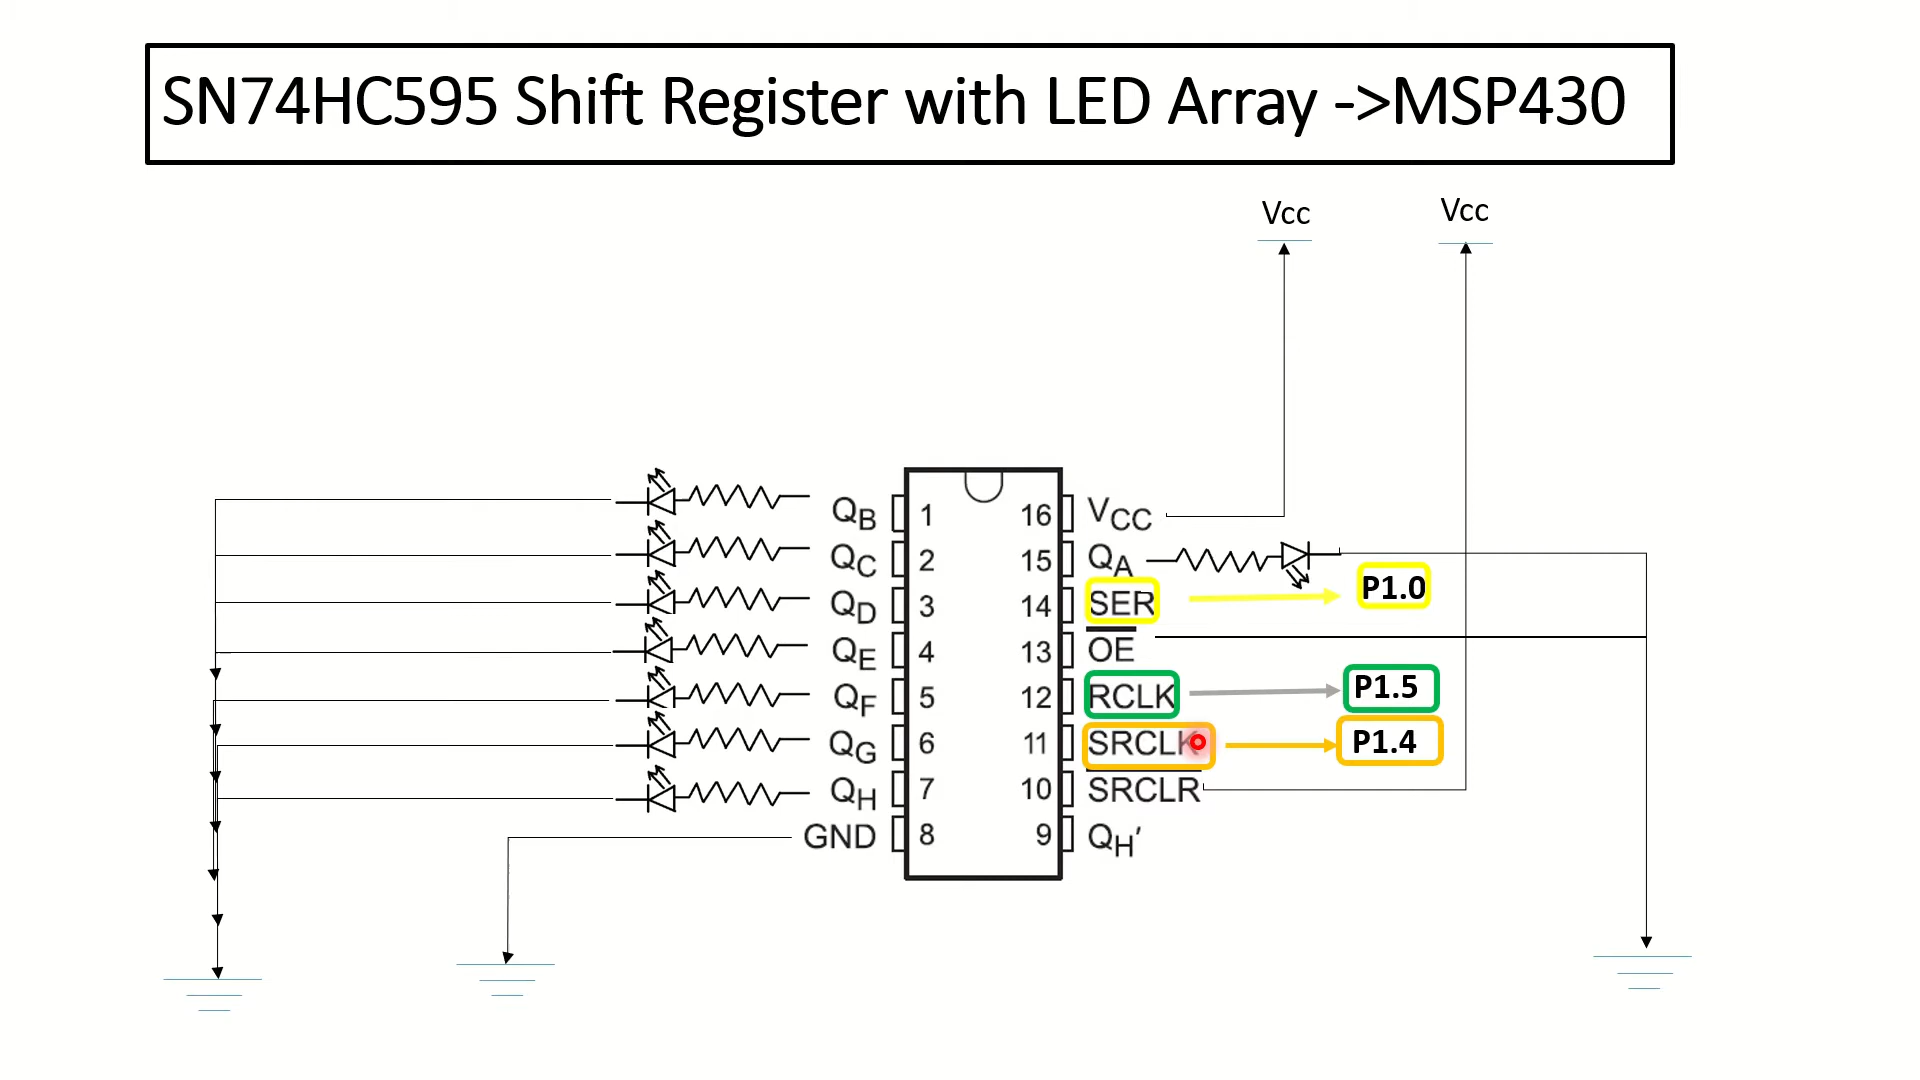 SN74HC595 Shift Register with LED Array ->MSP430
Vcc Vcc
QB 1 16 VCC
QC 2 15 QA
QD 3 14 SER P1.0
QE 4 13 OE
QF 5 12 RCLK P1.5
QG 6 11 SRCLK P1.4
QH 7 10 SRCLR
GND 8 9 QH′